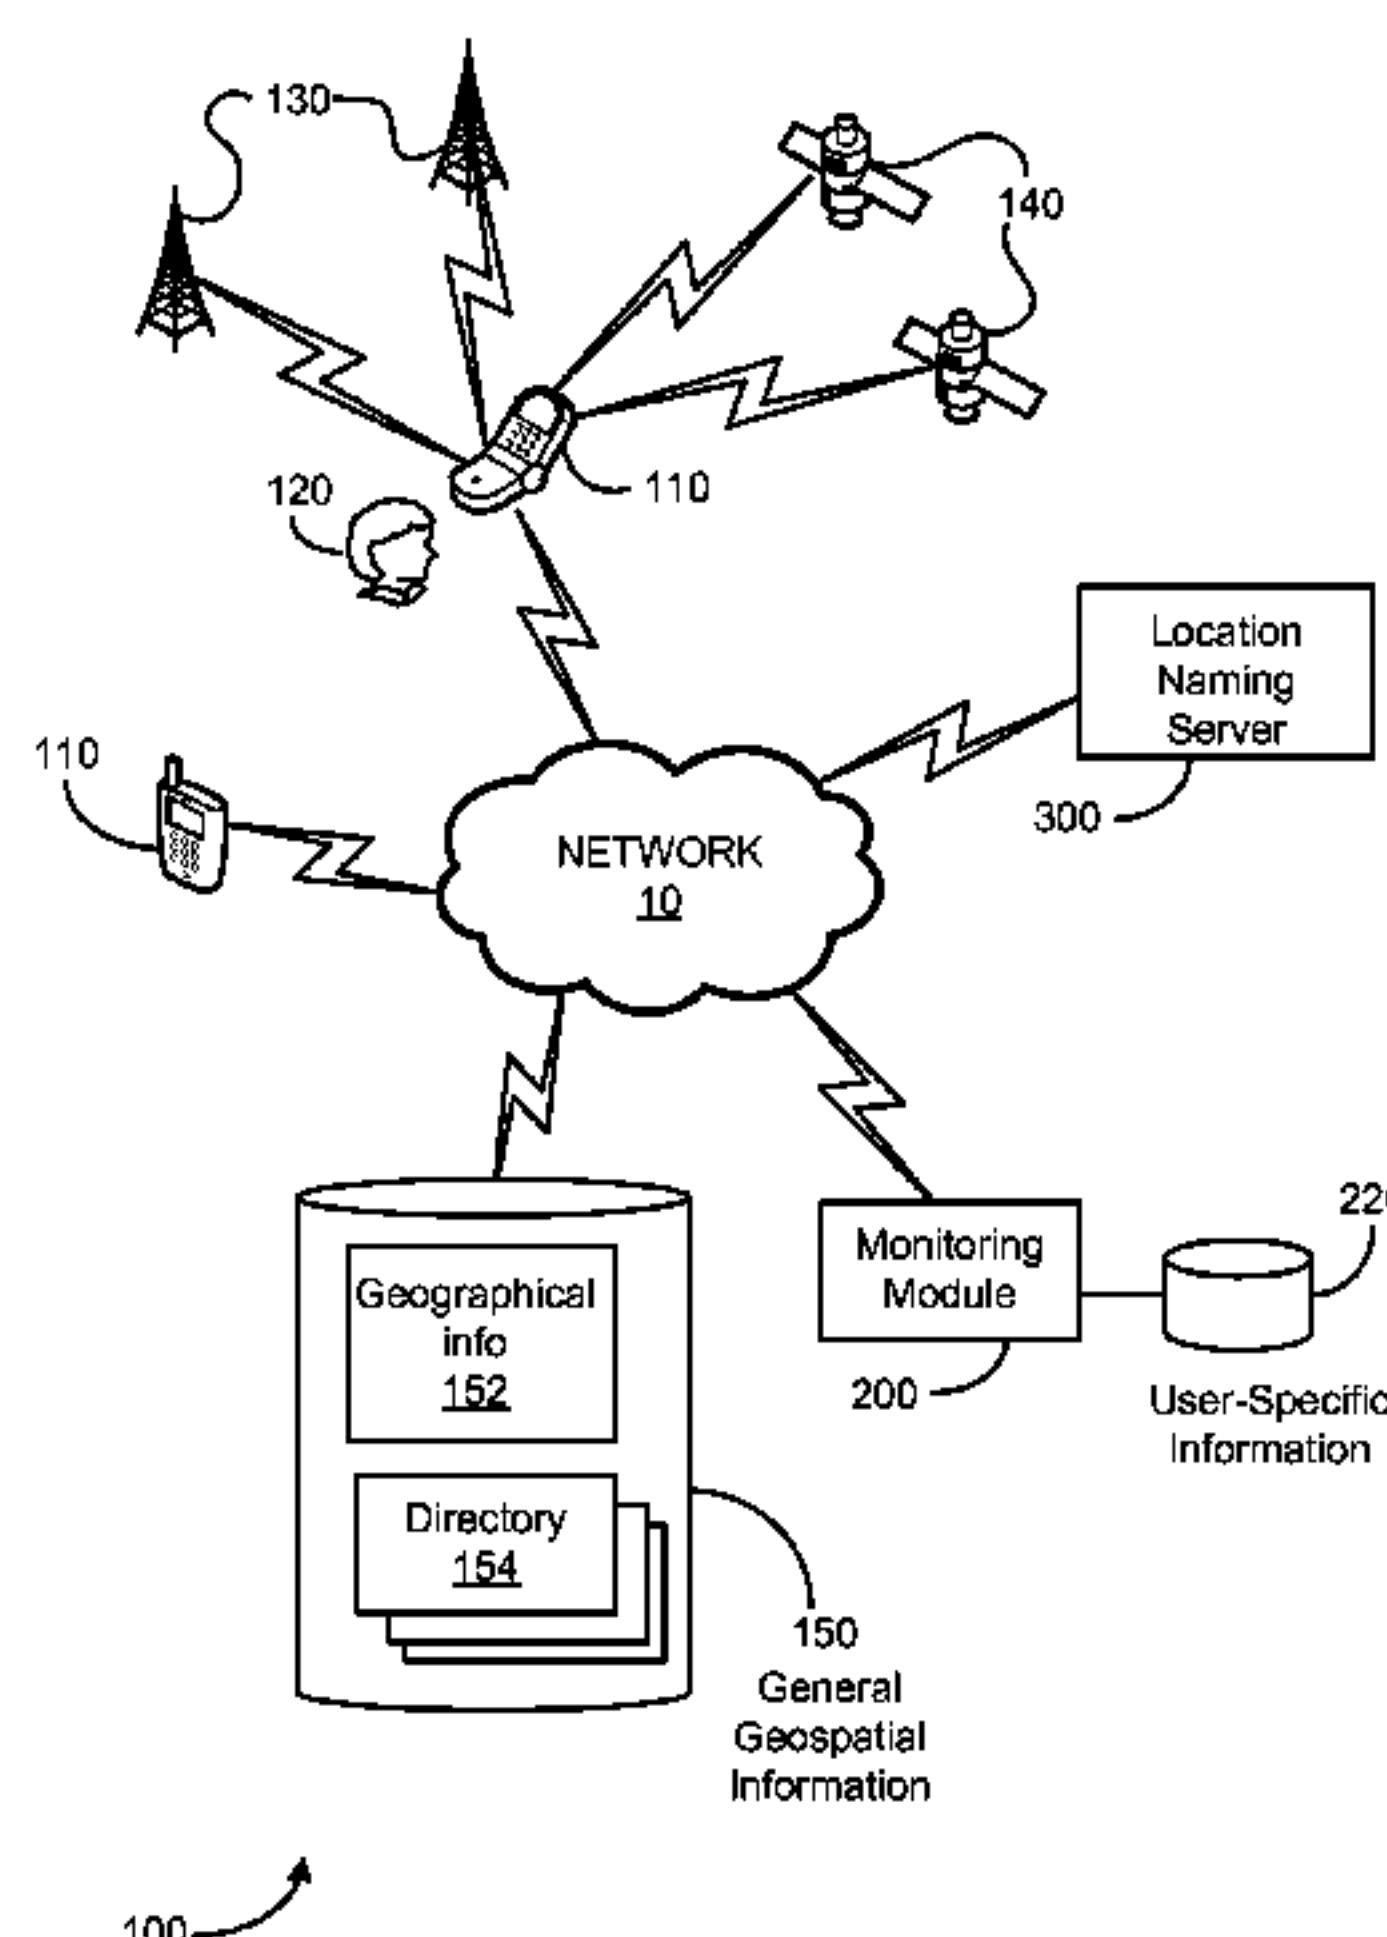 130
140
120
110
Location
Naming
Server
110
300
NETWORK
10
Monitoring
Module
Geographical
info
152
200
User-Specific
Information
Directory
154
150
General
Geospatial
Information
100